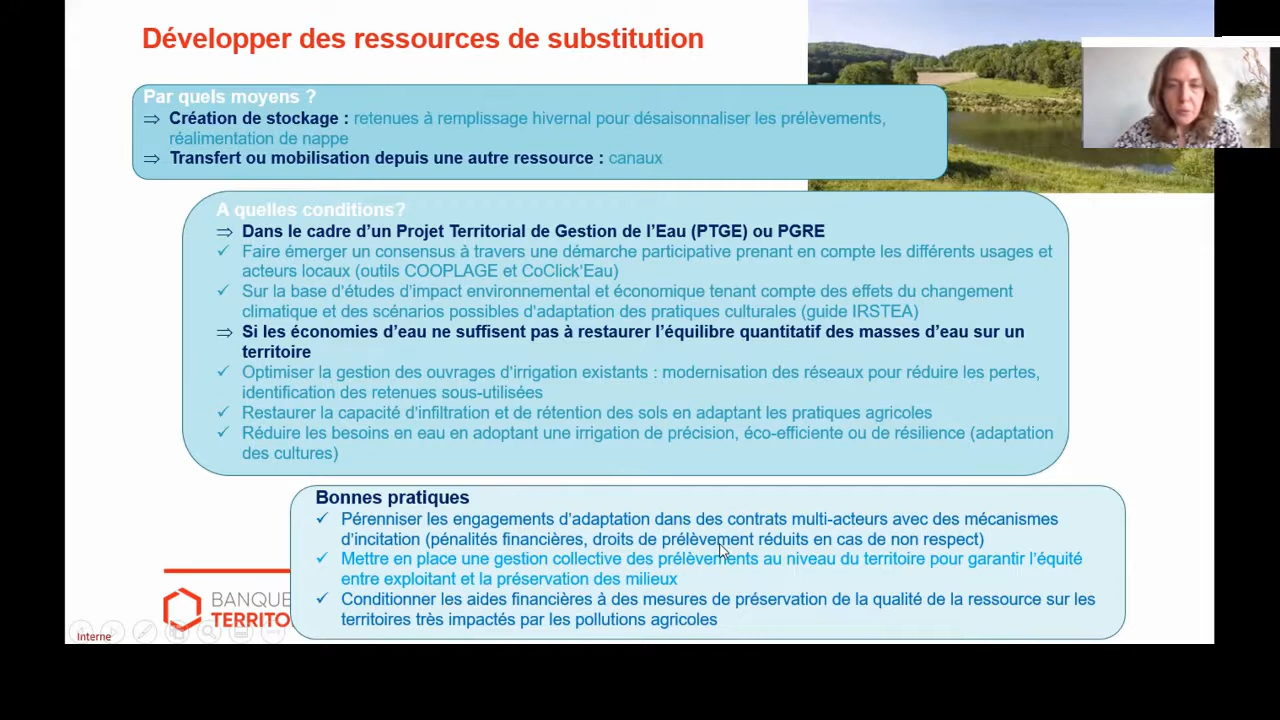 Développer des ressources de substitution
Par quels moyens ?
⇒ Création de stockage : retenues à remplissage hivernal pour désaisonnaliser les prélèvements,
réalimentation de nappe
⇒ Transfert ou mobilisation depuis une autre ressource : canaux
A quelles conditions?
⇒ Dans le cadre d’un Projet Territorial de Gestion de l’Eau (PTGE) ou PGRE
✓ Faire émerger un consensus à travers une démarche participative prenant en compte les différents usages et
acteurs locaux (outils COOPLAGE et CoClick’Eau)
✓ Sur la base d’études d’impact environnemental et économique tenant compte des effets du changement
climatique et des scénarios possibles d’adaptation des pratiques culturales (guide IRSTEA)
⇒ Si les économies d’eau ne suffisent pas à restaurer l’équilibre quantitatif des masses d’eau sur un
territoire
✓ Optimiser la gestion des ouvrages d’irrigation existants : modernisation des réseaux pour réduire les pertes,
identification des retenues sous-utilisées
✓ Restaurer la capacité d’infiltration et de rétention des sols en adaptant les pratiques agricoles
✓ Réduire les besoins en eau en adoptant une irrigation de précision, éco-efficiente ou de résilience (adaptation
des cultures)
Bonnes pratiques
✓ Pérenniser les engagements d’adaptation dans des contrats multi-acteurs avec des mécanismes
d’incitation (pénalités financières, droits de prélèvement réduits en cas de non respect)
✓ Mettre en place une gestion collective des prélèvements au niveau du territoire pour garantir l’équité
entre exploitant et la préservation des milieux
✓ Conditionner les aides financières à des mesures de préservation de la qualité de la ressource sur les
territoires très impactés par les pollutions agricoles
BANQUE
TERRITO
Interne